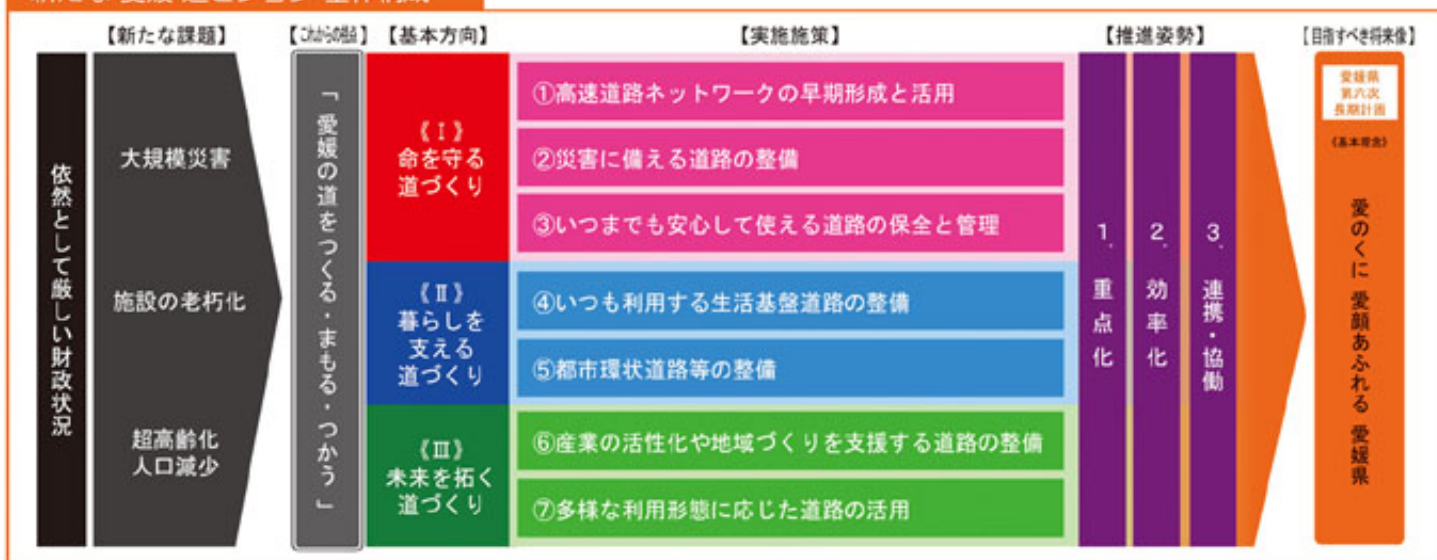 【新たな課題】
【これからの視点】
【基本方向】
【実施施策】
【推進姿勢】
【目指すべき将来像】
依然として厳しい財政状況
大規模災害
施設の老朽化
超高齢化
人口減少
「愛媛の道をつくる・まもる・つかう」
《Ⅰ》
命を守る
道づくり
①高速道路ネットワークの早期形成と活用
②災害に備える道路の整備
③いつまでも安心して使える道路の保全と管理
《Ⅱ》
暮らしを
支える
道づくり
④いつも利用する生活基盤道路の整備
⑤都市環状道路等の整備
《Ⅲ》
未来を拓く
道づくり
⑥産業の活性化や地域づくりを支援する道路の整備
⑦多様な利用形態に応じた道路の活用
1.重点化
2.効率化
3.連携・協働
愛媛県
第六次
長期計画
《基本理念》
愛のくに 愛顔あふれる 愛媛県